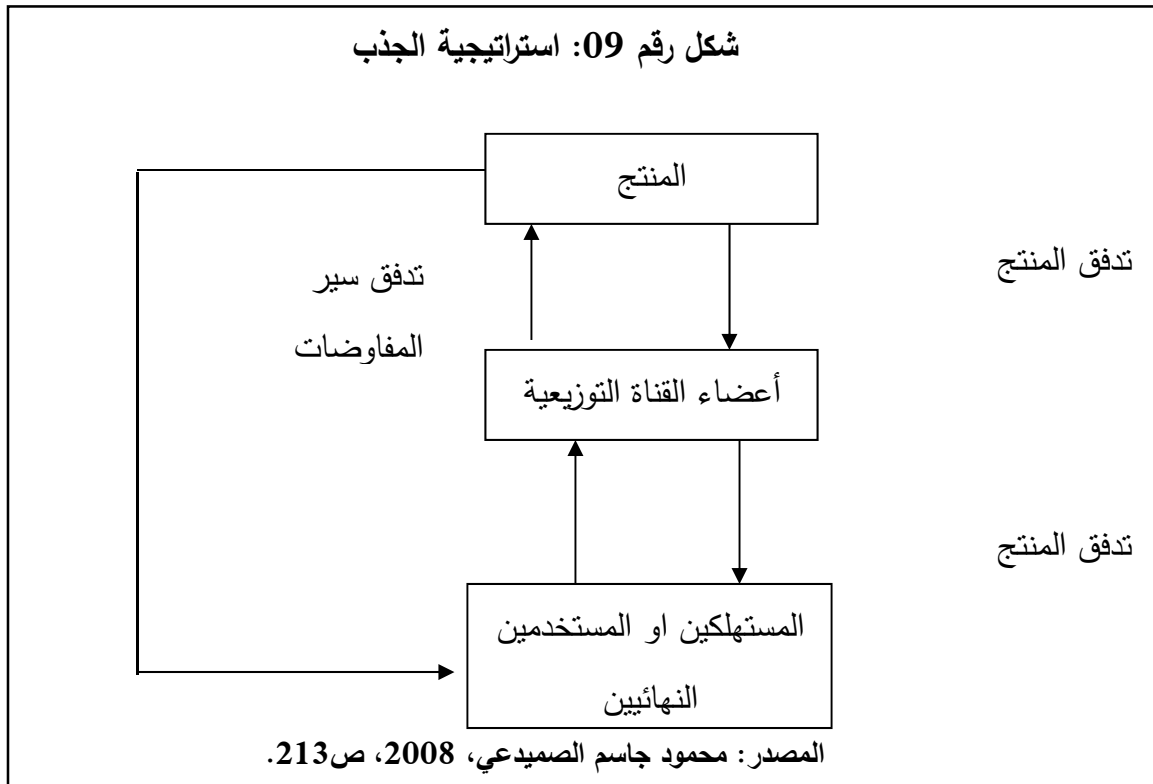 شكل رقم 09: استراتيجية الجذب
المنتج
تدفق المنتج
تدفق سير
المفاوضات
أعضاء القناة التوزيعية
تدفق المنتج
المستهلكين او المستخدمين
النهائيين
المصدر: محمود جاسم الصميدعي، 2008، ص213.